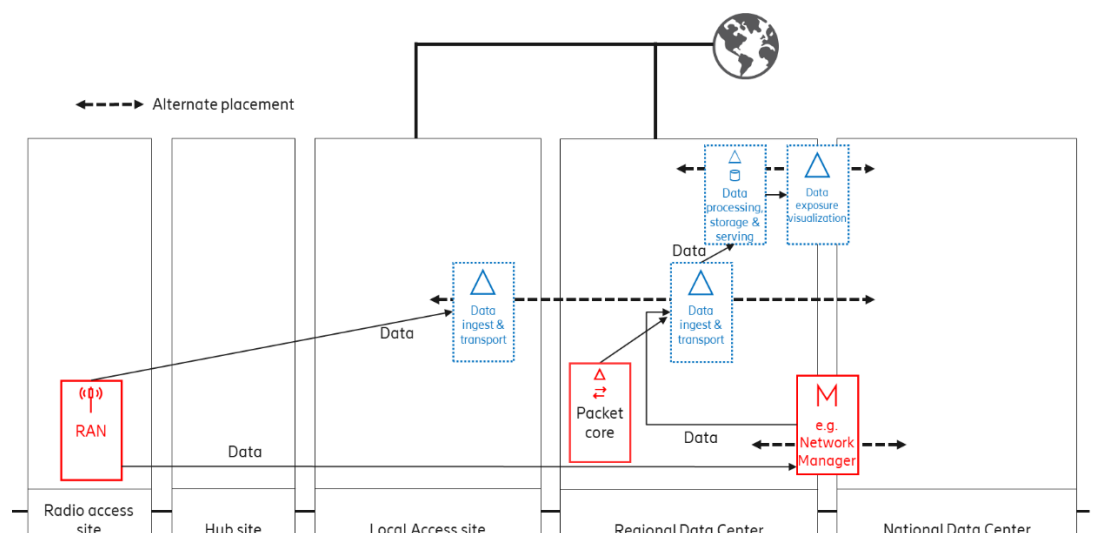 Alternate placement
Data
processing,
storage &
serving
Data
exposure
visualization
Data
Data
ingest &
transport
Data
ingest &
transport
Data
RAN
Packet
core
M
e.g.
Network
Manager
Data
Data
Radio access
site
Hub site
Local Access site
Regional Data Center
National Data Center